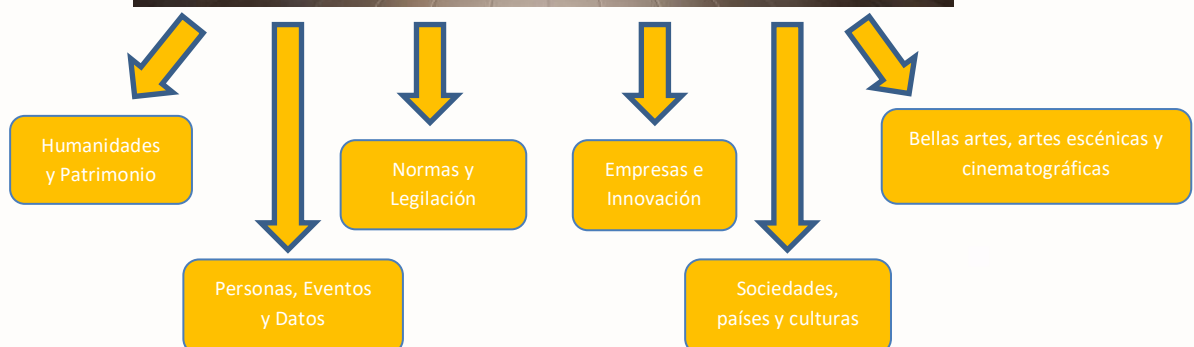 Humanidades
y Patrimonio
Normas y
Legilación
Empresas e
Innovación
Bellas artes, artes escénicas y
cinematográficas
Personas, Eventos
y Datos
Sociedades,
países y culturas